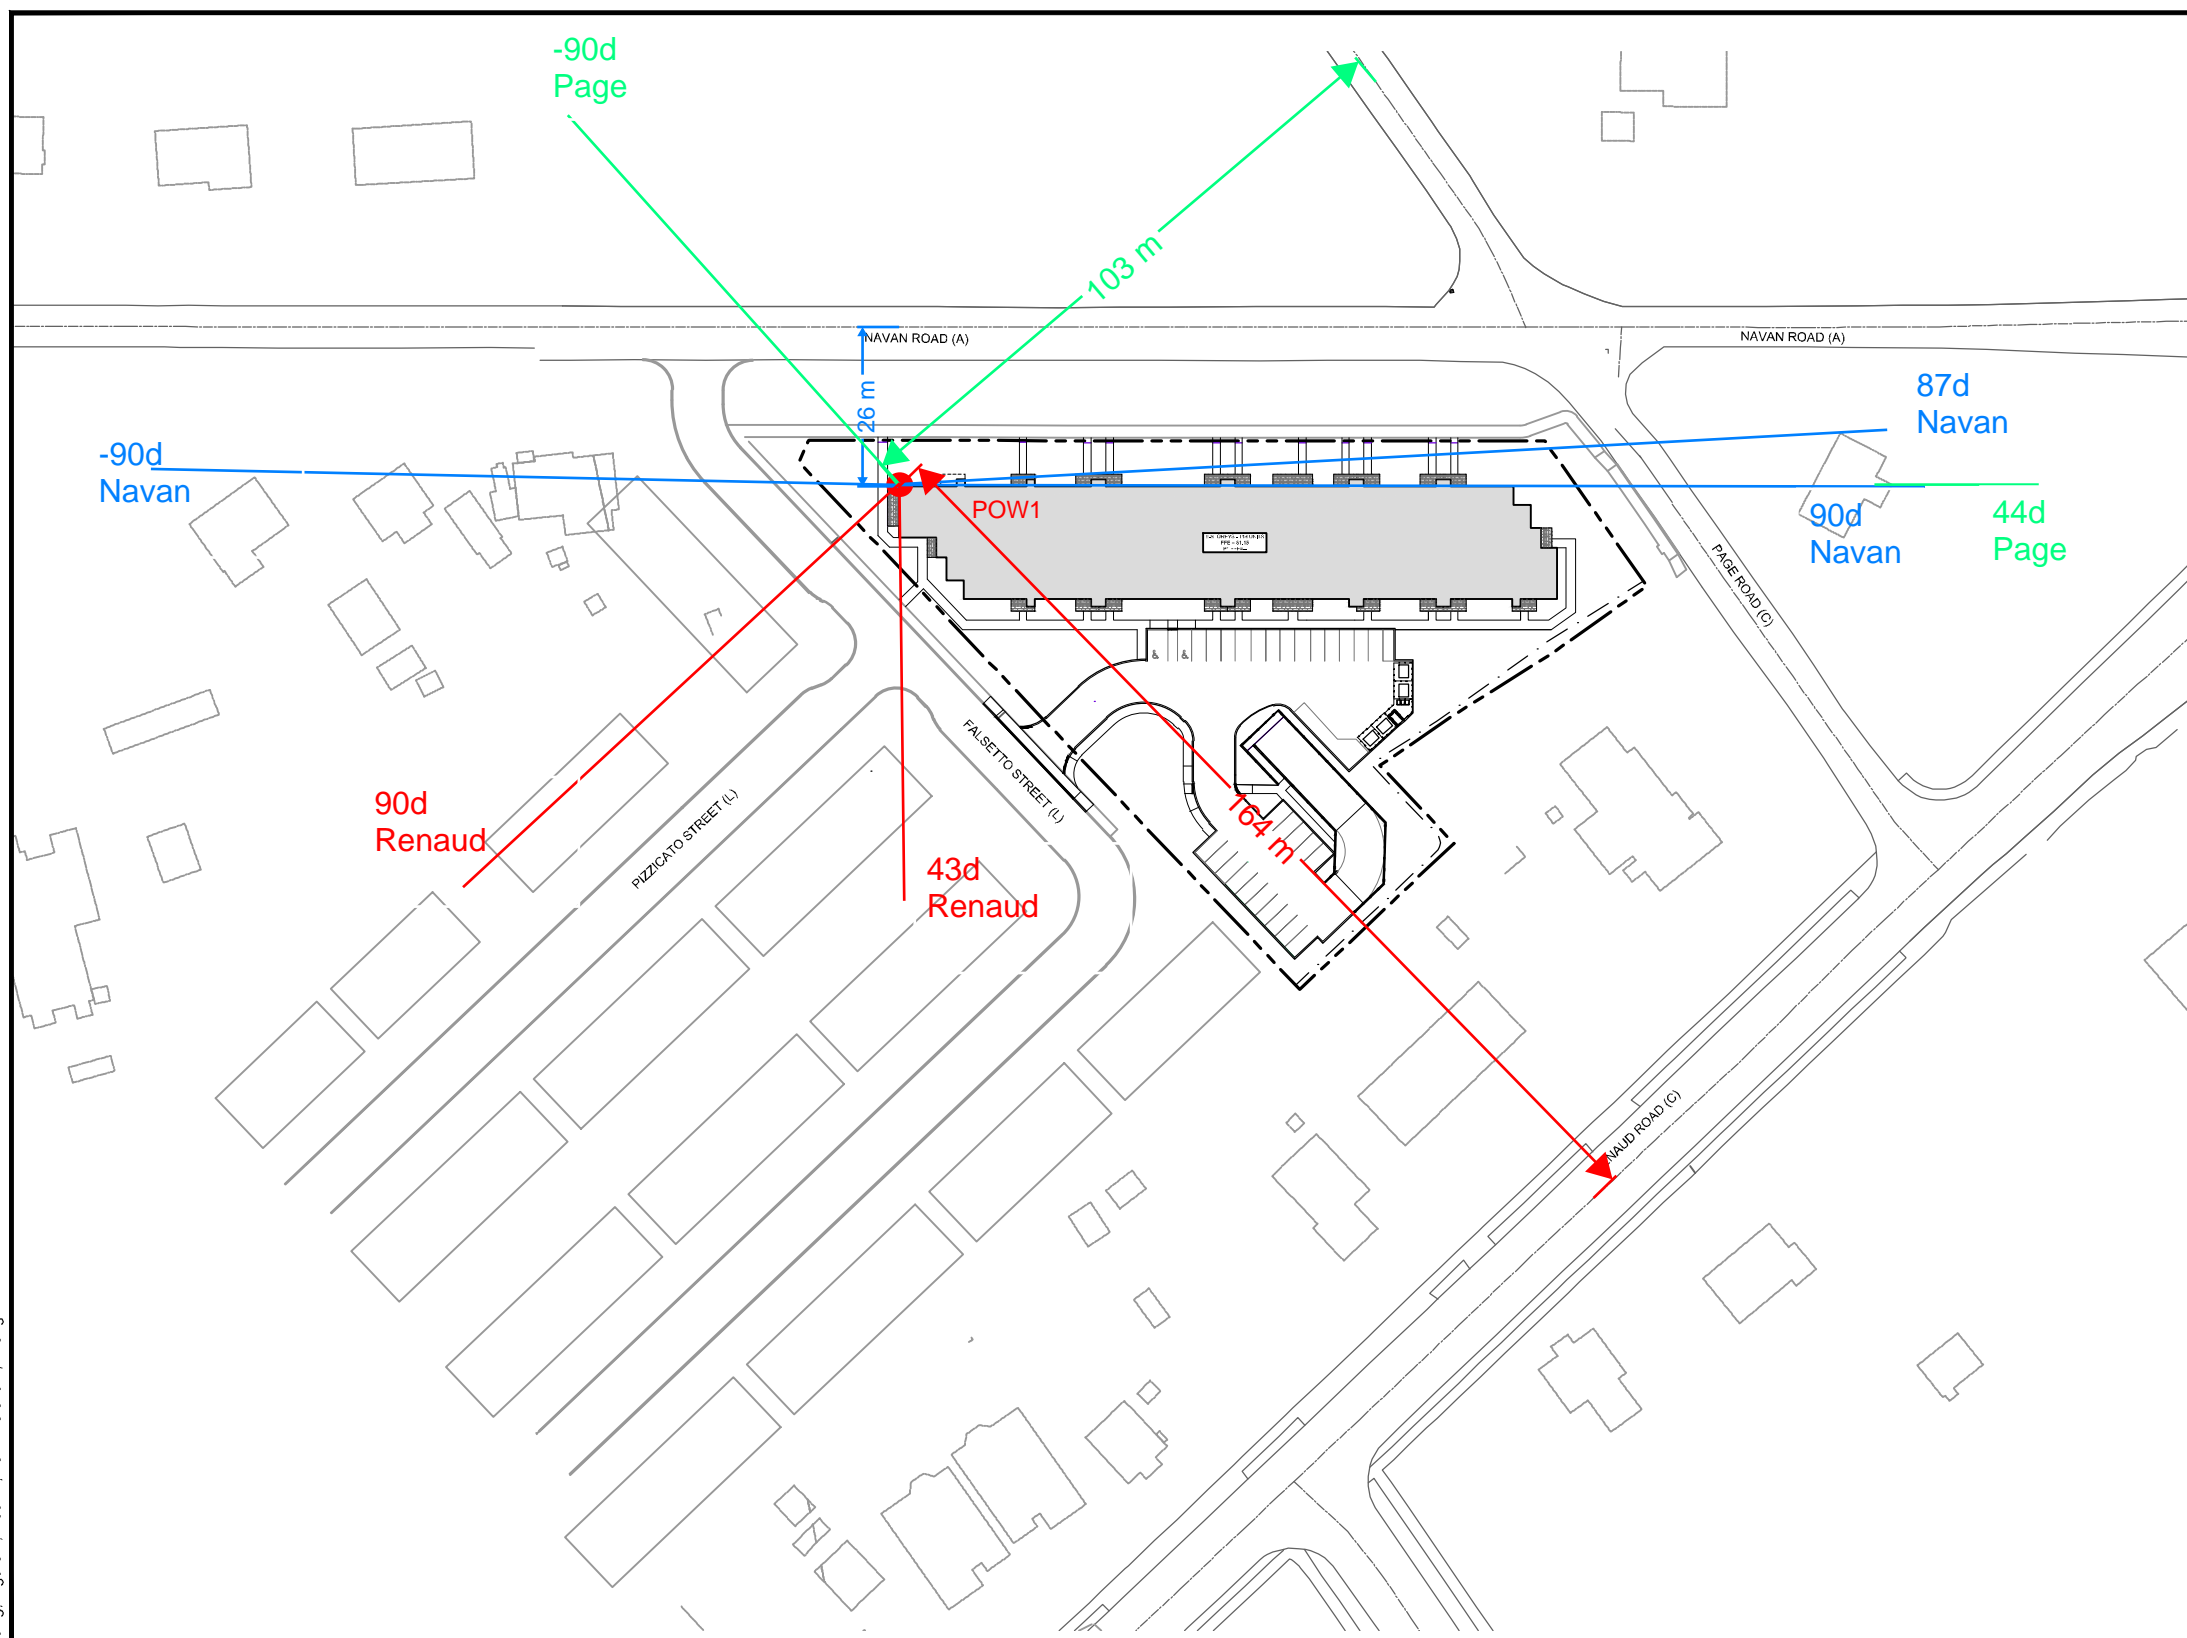 -90d
Page
103 m
NAVAN ROAD (A)
NAVAN ROAD (A)
26 m
87d
Navan
-90d
Navan
POW1
90d
Navan
44d
Page
PAGE ROAD (C)
FALSETTO STREET (L)
PIZZICATO STREET (L)
90d
Renaud
164 m
43d
Renaud
NAUD ROAD (C)